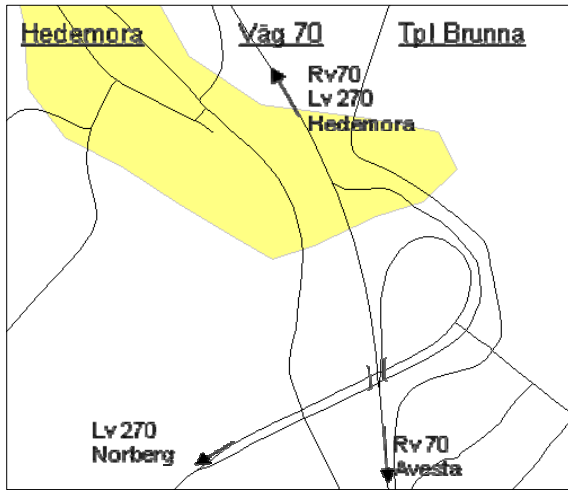 Hedemora Väg 70 Tpl Brunna
Rv70
Lv 270
Hedemora
Lv 270
Norberg
Rv 70
Avesta